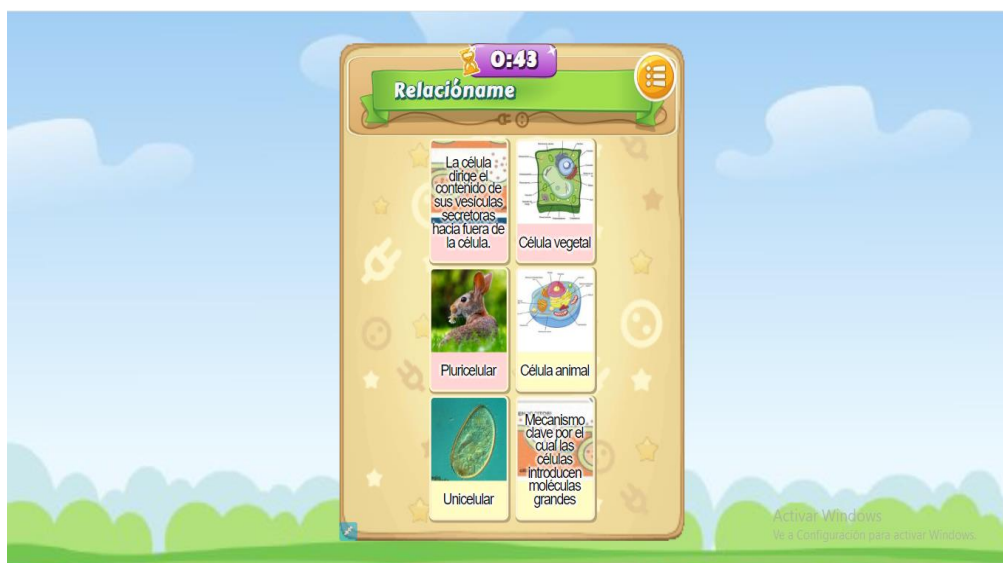 0:43
Relacióname
La célula
dirige el
contenido de
sus vesículas
secretoras
hacia fuera de
la célula.
Célula vegetal
Pluricelular
Célula animal
Unicelular
Mecanismo
clave por el
cual las
células
introducen
moléculas
grandes
Activar Windows
Ve a Configuración para activar Windows.